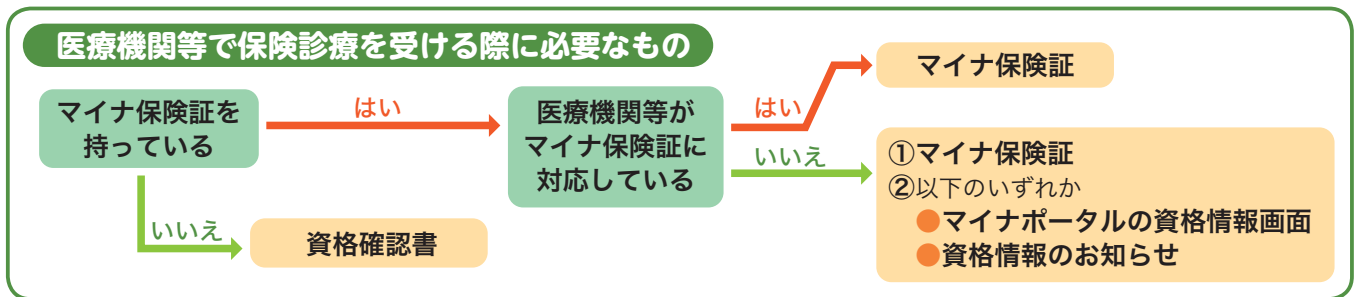 医療機関等で保険診療を受ける際に必要なもの
マイナ保険証を
持っている
はい
いいえ
資格確認書
医療機関等が
マイナ保険証に
対応している
はい
マイナ保険証
いいえ
①マイナ保険証
②以下のいずれか
●マイナポータルの資格情報画面
●資格情報のお知らせ